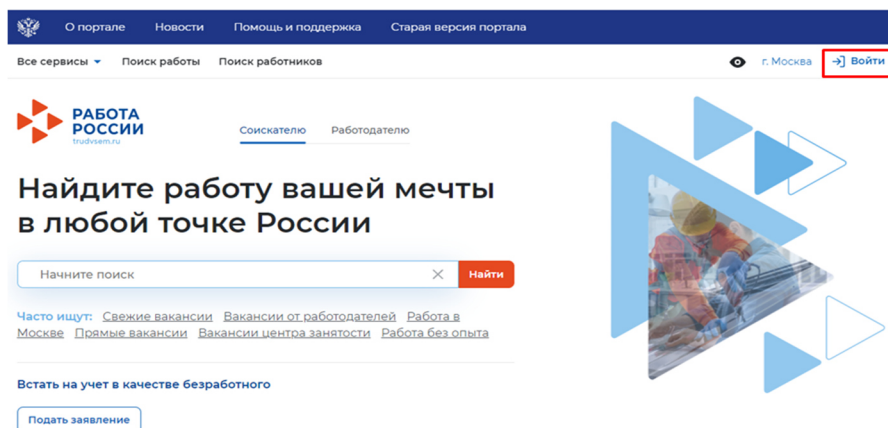 О портале Новости Помощь и поддержка Старая версия портала
Все сервисы Поиск работы Поиск работников г. Москва Войти
РАБОТА
РОССИИ
trudvsem.ru
Соискателю Работодателю
Найдите работу вашей мечты
в любой точке России
Начните поиск Найти
Часто ищут: Свежие вакансии Вакансии от работодателей Работа в
Москве Прямые вакансии Вакансии центра занятости Работа без опыта
Встать на учет в качестве безработного
Подать заявление